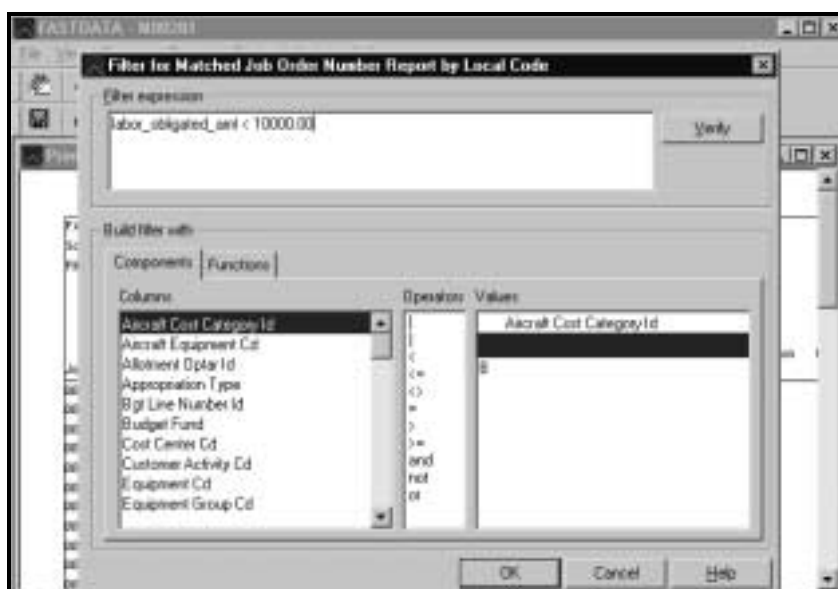 FASTDATA - N00201
File
Filter for Matched Job Order Number Report by Local Code
Filter expression
labor_obligated_amt < 10000.00
Verify
Build filter with
Components Functions
Columns Operators Values
Aircraft Cost Category Id
Aircraft Equipment Cd
Allotment Optar Id
Appropriation Type
Bgt Line Number Id
Budget Fund
Cost Center Cd
Customer Activity Cd
Equipment Cd
Equipment Group Cd
(
)
<
<=
<>
=
>
>=
and
not
or
Aircraft Cost Category Id
OK Cancel Help